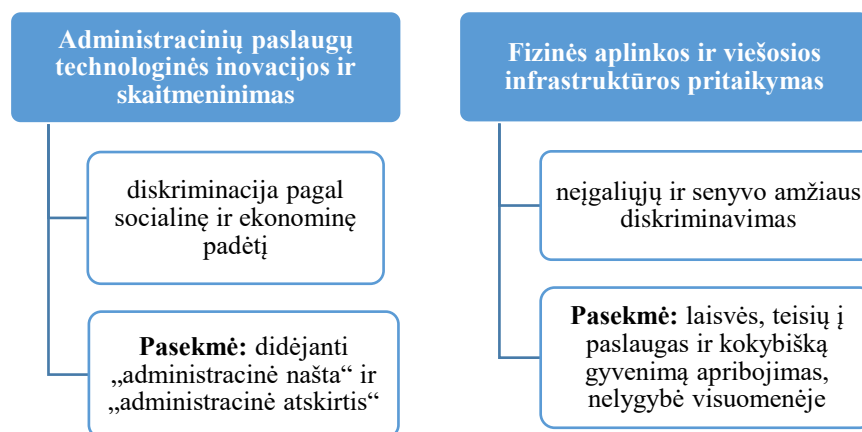 Administracinių paslaugų
technologinės inovacijos ir
skaitmeninimas
diskriminacija pagal
socialinę ir ekonominę
padėtį
Pasekmė: didėjanti
„administracinė našta“ ir
„administracinė atskirtis“
Fizinės aplinkos ir viešosios
infrastruktūros pritaikymas
neįgaliųjų ir senyvo amžiaus
diskriminavimas
Pasekmė: laisvės, teisių į
paslaugas ir kokybišką
gyvenimą apribojimas,
nelygybė visuomenėje